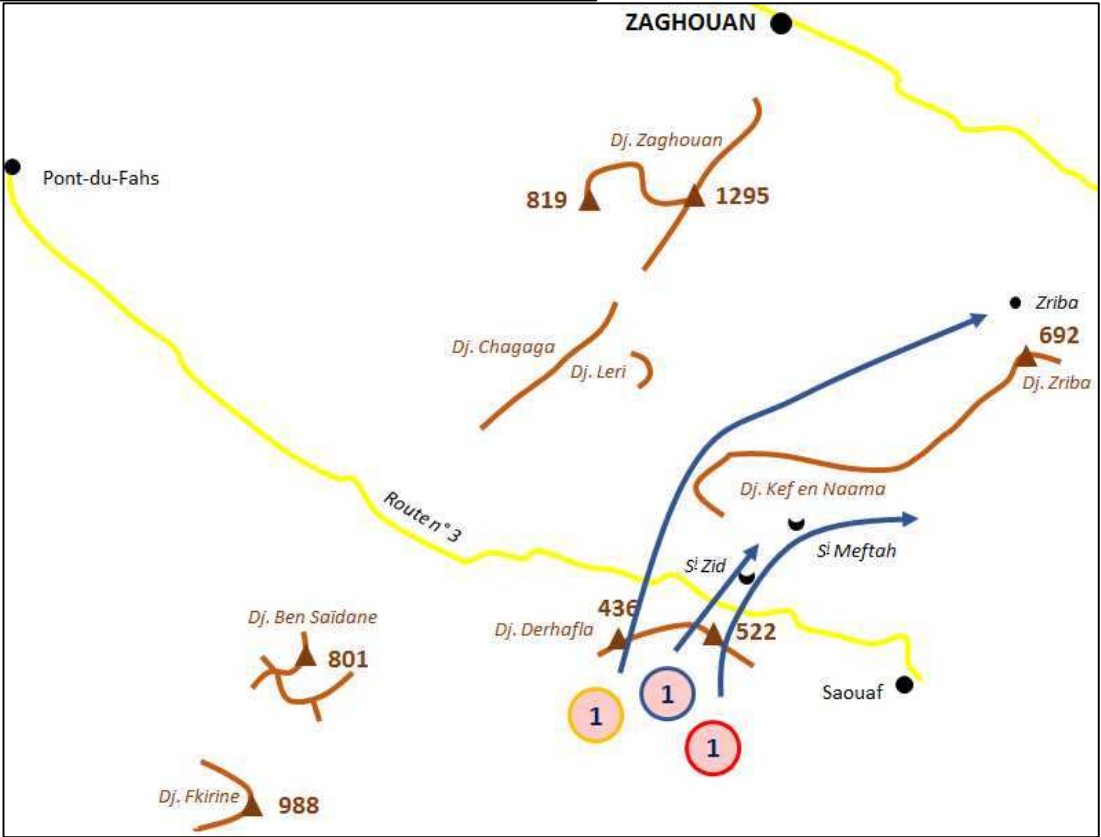 ZAGHOUAN
Dj. Zaghouan
Pont-du-Fahs
819
1295
Zriba
692
Dj. Chagaga
Dj. Leri
Dj. Zriba
Dj. Kef en Naama
Route n° 3
Si Meftah
Si Zid
436
Dj. Ben Saïdane
Dj. Derhafla
522
801
Saouaf
1
1
1
Dj. Fkirine
988